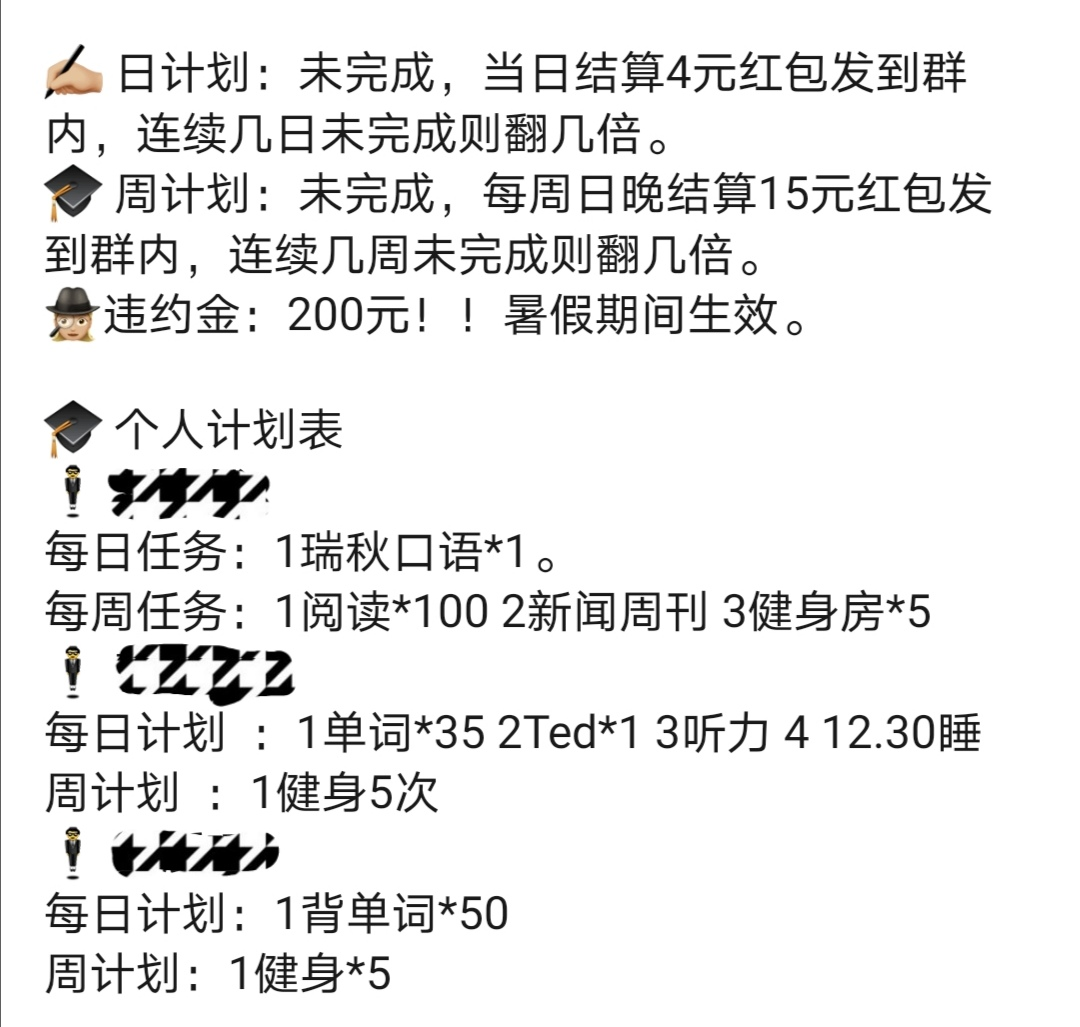 ✍🏼 日计划：未完成，当日结算4元红包发到群
内，连续几日未完成则翻几倍。
🎓 周计划：未完成，每周日晚结算15元红包发
到群内，连续几周未完成则翻几倍。
🕵🏼‍♀️违约金：200元！！暑假期间生效。
🎓 个人计划表
🕴
每日任务：1瑞秋口语*1。
每周任务：1阅读*100 2新闻周刊 3健身房*5
🕴
每日计划 ：1单词*35 2Ted*1 3听力 4 12.30睡
周计划 ：1健身5次
🕴
每日计划：1背单词*50
周计划：1健身*5